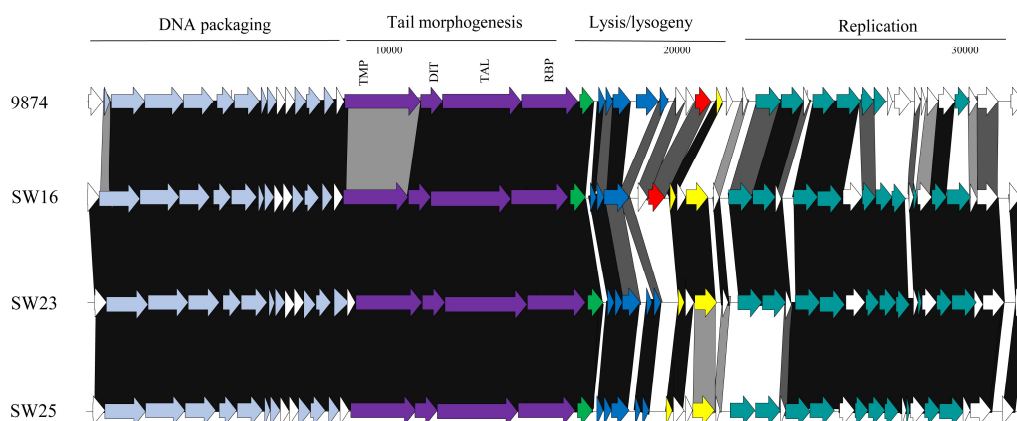 DNA packaging
Tail morphogenesis
Lysis/lysogeny
Replication
10000
20000
30000
TMP
DIT
TAL
RBP
9874
SW16
SW23
SW25